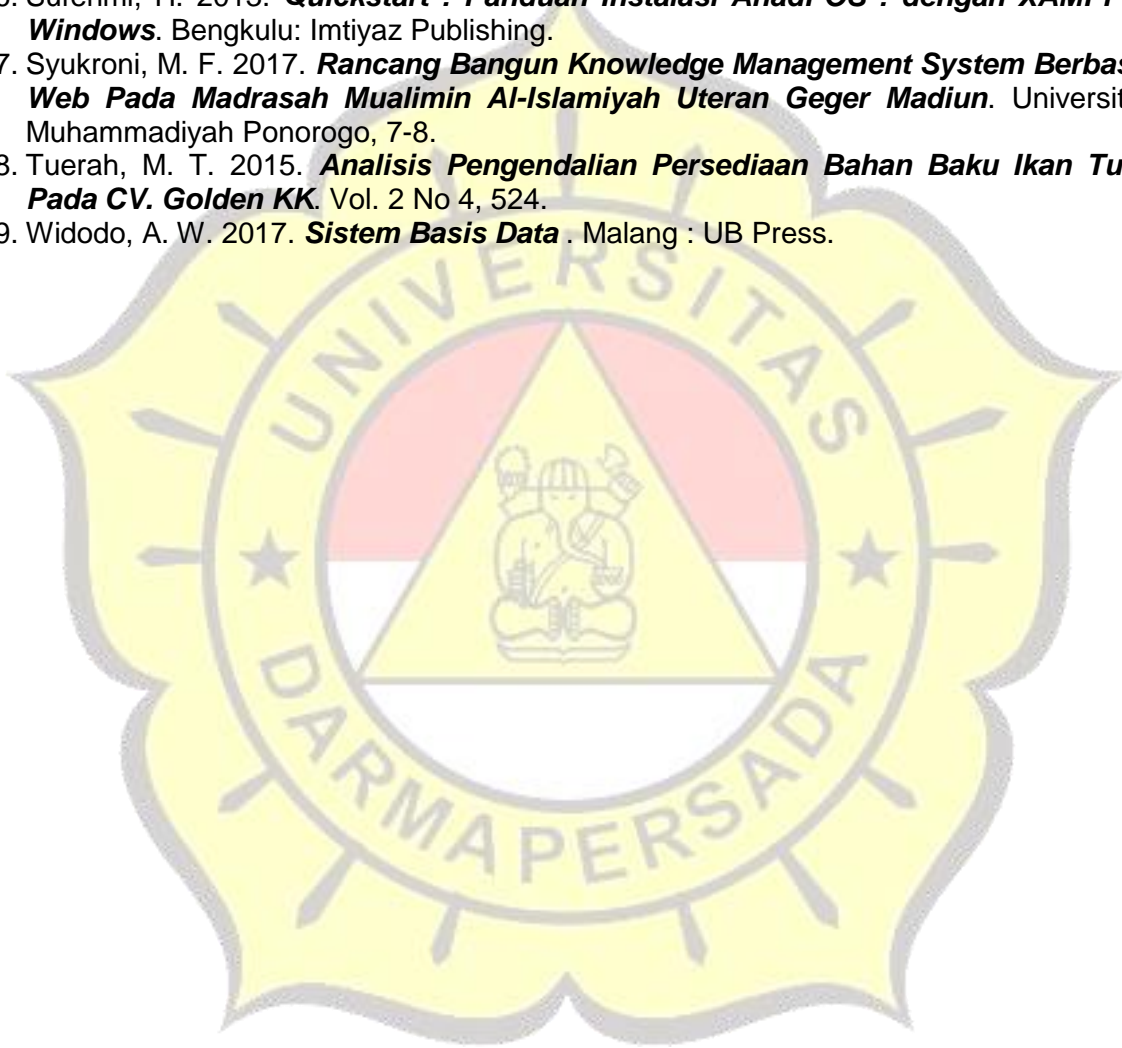 Windows. Bengkulu: Imtiyaz Publishing.
7. Syukroni, M. F. 2017. Rancang Bangun Knowledge Management System Berbas
Web Pada Madrasah Mualimin Al-Islamiyah Uteran Geger Madiun. Universit
Muhammadiyah Ponorogo, 7-8.
8. Tuerah, M. T. 2015. Analisis Pengendalian Persediaan Bahan Baku Ikan Tu
Pada CV. Golden KK. Vol. 2 No 4, 524.
9. Widodo, A. W. 2017. Sistem Basis Data . Malang : UB Press.
UNIVERSITAS
DARMA PERSADA